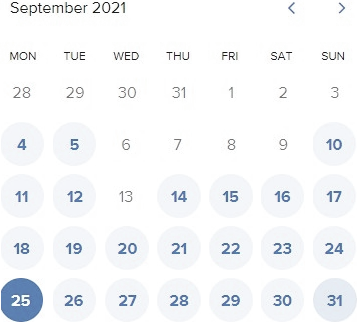 September 2021
MON TUE WED THU FRI SAT SUN
28 29 30 31 1 2 3
4 5 6 7 8 9 10
11 12 13 14 15 16 17
18 19 20 21 22 23 24
25 26 27 28 29 30 31